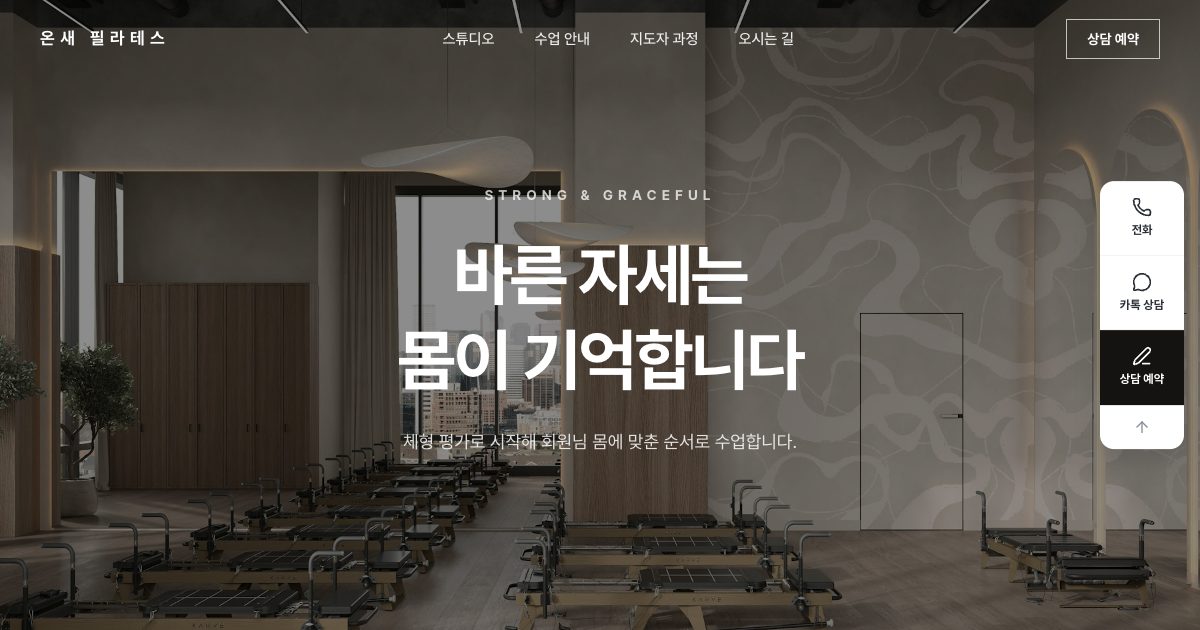 온새 필라테스
스튜디오
수업 안내
지도자 과정
오시는 길
상담 예약
STRONG & GRACEFUL
바른 자세는
몸이 기억합니다
체형 평가로 시작해 회원님 몸에 맞춘 순서로 수업합니다.
전화
카톡 상담
상담 예약